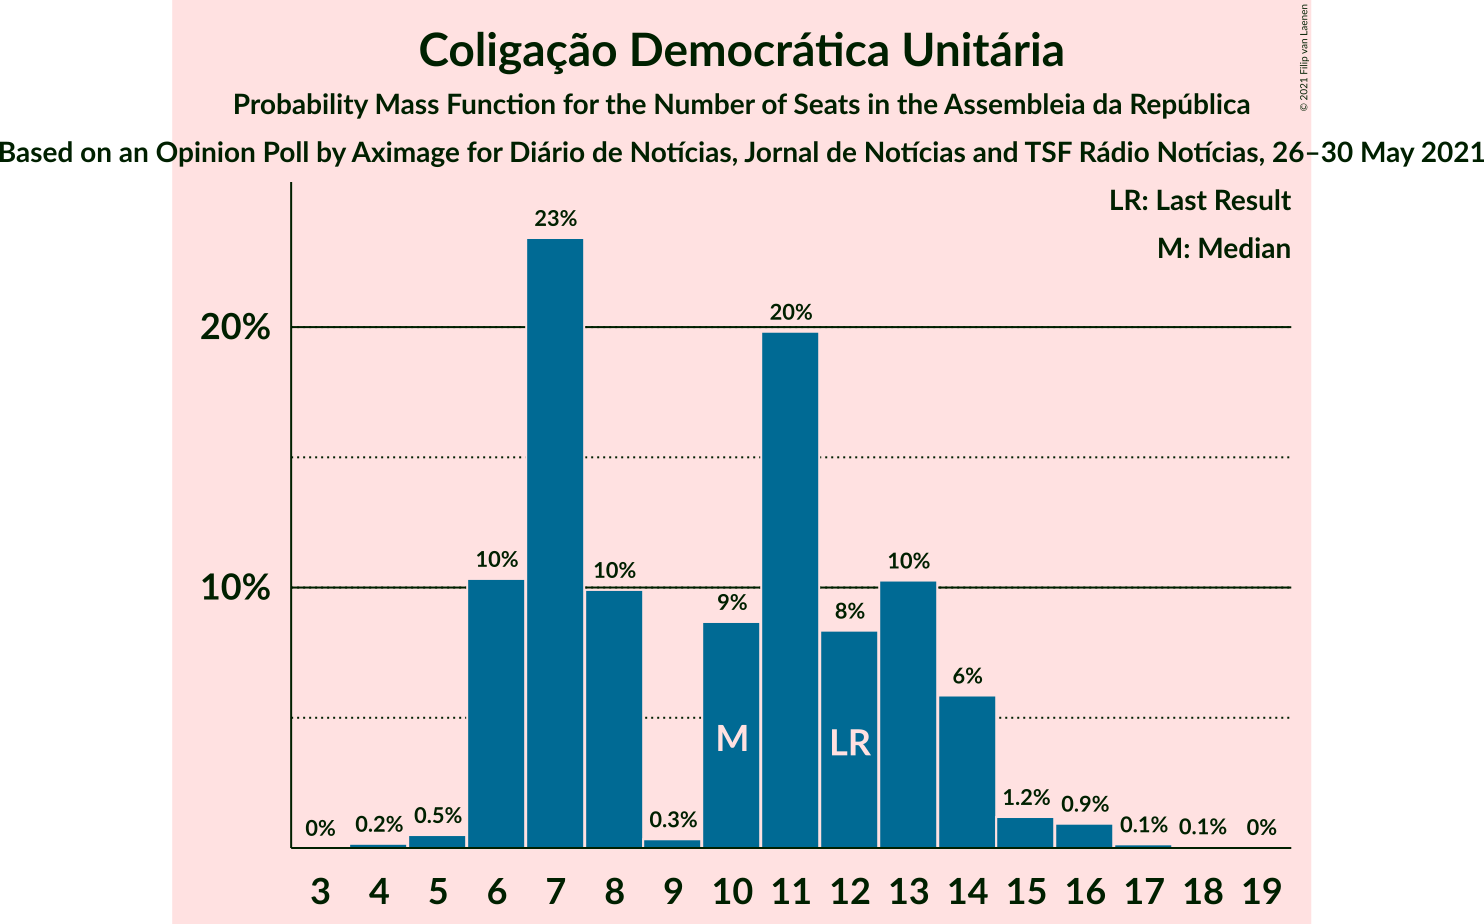 Coligação Democrática Unitária
Probability Mass Function for the Number of Seats in the Assembleia da República
Based on an Opinion Poll by Aximage for Diário de Notícias, Jornal de Notícias and TSF Rádio Notícias, 26–30 May 2021
© 2021 Filip van Laenen
LR: Last Result
M: Median
23%
20%
20%
10%
10%
10%
10%
9%
8%
6%
M
LR
0%
0.2%
0.5%
0.3%
1.2%
0.9%
0.1%
0.1%
0%
3 4 5 6 7 8 9 10 11 12 13 14 15 16 17 18 19